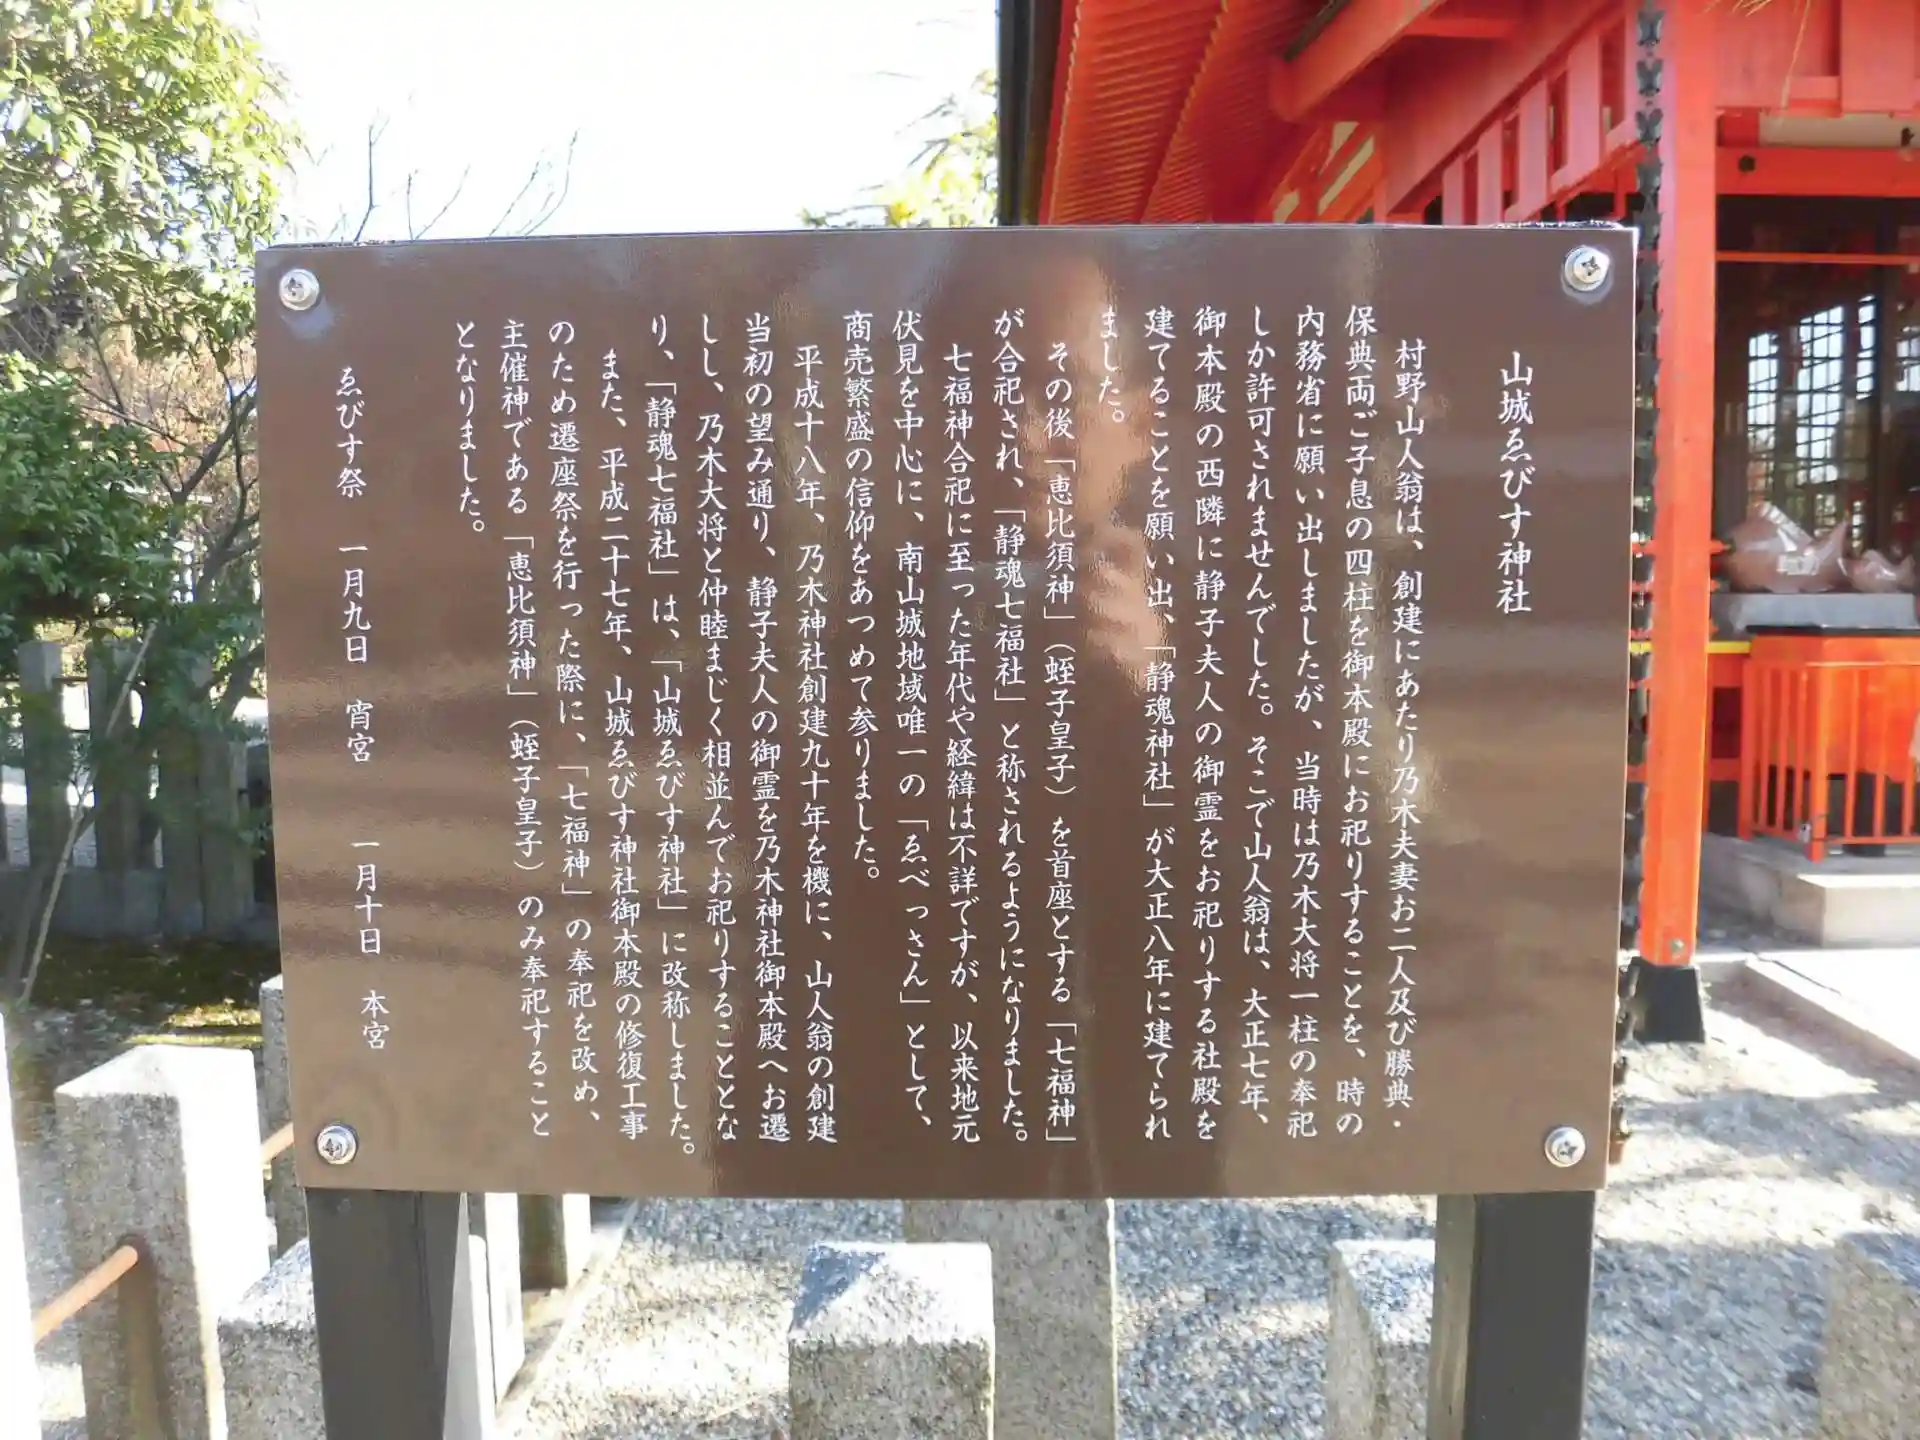 山城ゑびす神社
村野山人翁は、創建にあたり乃木夫妻お二人及び勝典・
保典両ご子息の四柱を御本殿にお祀りすることを、時の
内務省に願い出しましたが、当時は乃木大将一柱の奉祀
しか許可されませんでした。そこで山人翁は、大正七年、
御本殿の西隣に静子夫人の御霊をお祀りする社殿を
建てることを願い出、「静魂神社」が大正八年に建てられ
ました。
その後「恵比須神」（蛭子皇子）を首座とする「七福神」
が合祀され、「静魂七福社」と称されるようになりました。
七福神合祀に至った年代や経緯は不詳ですが、以来地元
伏見を中心に、南山城地域唯一の「ゑべっさん」として、
商売繁盛の信仰をあつめて参りました。
平成十八年、乃木神社創建九十年を機に、山人翁の創建
当初の望み通り、静子夫人の御霊を乃木神社御本殿へお遷
しし、乃木大将と仲睦まじく相並んでお祀りすることとな
り、「静魂七福社」は、「山城ゑびす神社」に改称しました。
また、平成二十七年、山城ゑびす神社御本殿の修復工事
のため遷座祭を行った際に、「七福神」の奉祀を改め、
主催神である「恵比須神」（蛭子皇子）のみ奉祀すること
となりました。
ゑびす祭 一月九日 宵宮 一月十日 本宮